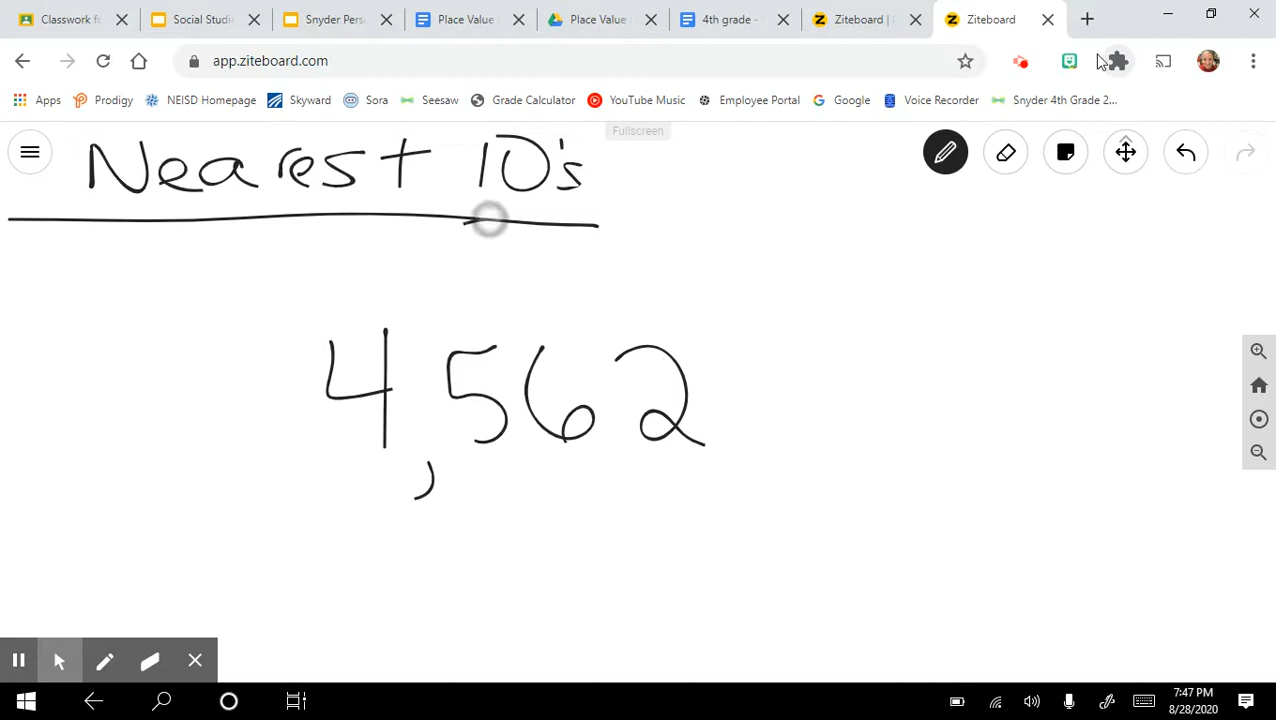 Classwork fo
Social Studi
Snyder Pers
Place Value
Place Value
4th grade -
Ziteboard |
Ziteboard
app.ziteboard.com
Apps
Prodigy
NEISD Homepage
Skyward
Sora
Seesaw
Grade Calculator
YouTube Music
Employee Portal
Google
Voice Recorder
Snyder 4th Grade 2...
Fullscreen
Nearest 10's
4,562
7:47 PM
8/28/2020